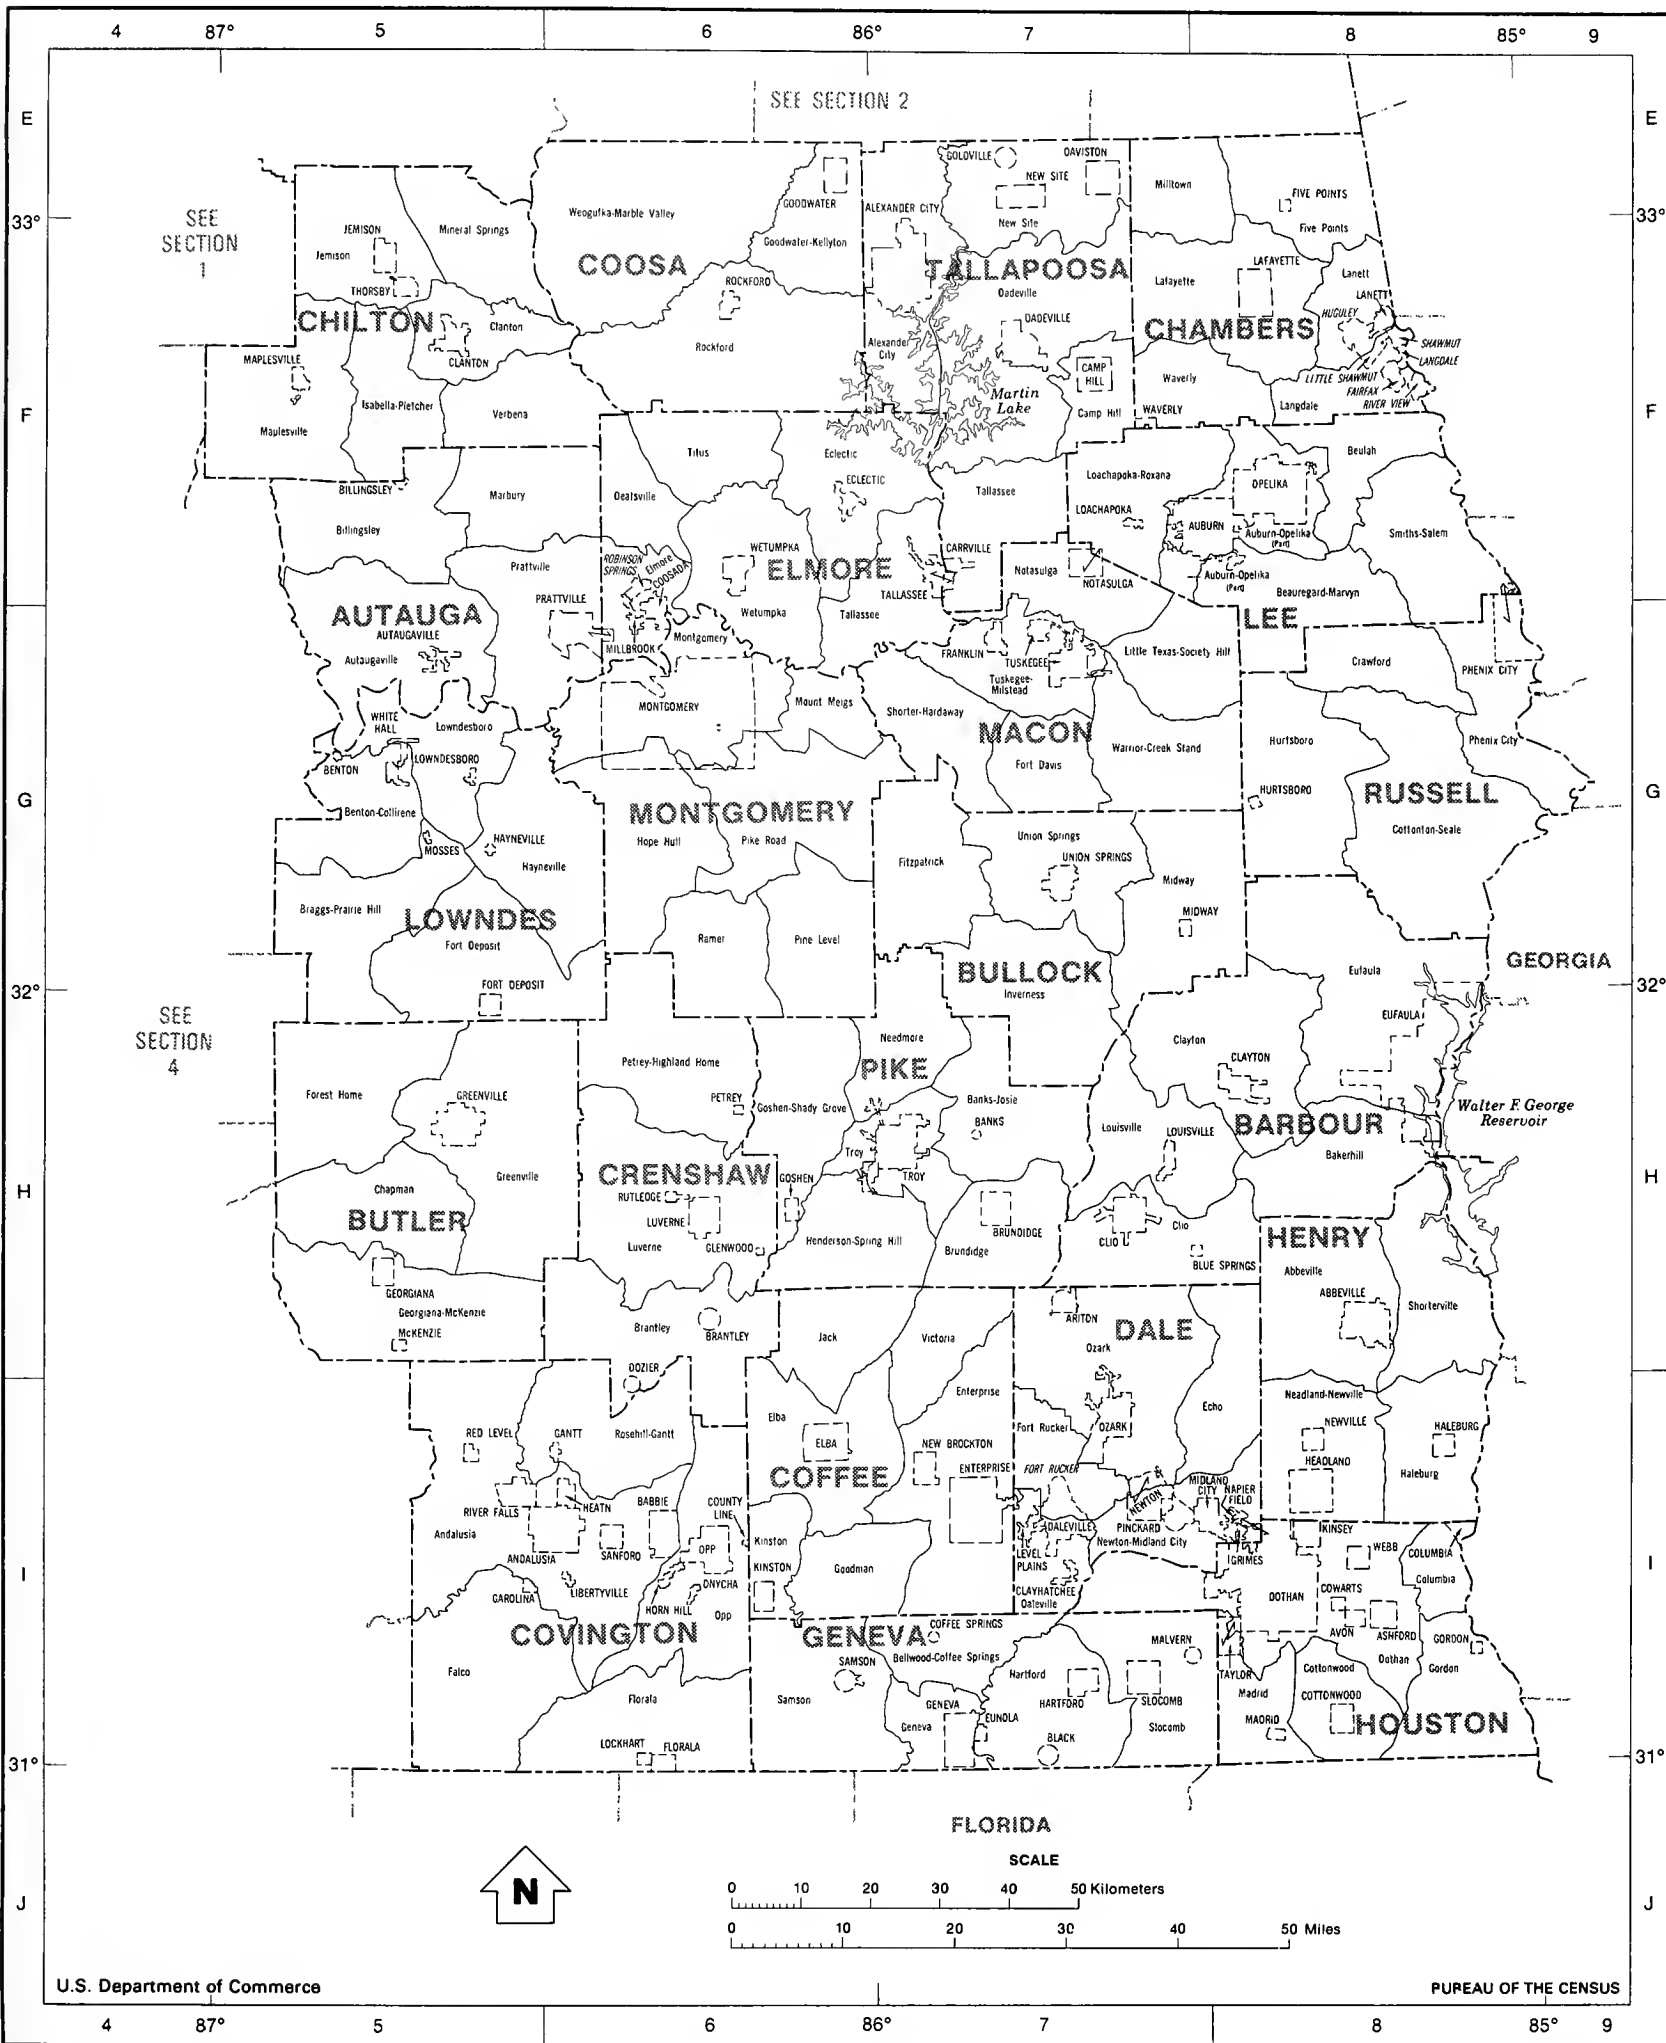 4 87° 5 6 86° 7 8 85° 9
E E
SEE SECTION 2
GOLOVILLE
OAVISTON
NEW SITE
Milltown
FIVE POINTS
GOODWATER
Weogufka-Marble Valley
ALEXANDER CITY
New Site
Five Points
33° 33°
SEE
SECTION
1
JEMISON
Jemison
Mineral Springs
Goodwater-Kellyton
COOSA
TALLAPOOSA
Oadeville
Lafayette
LAFAYETTE
Lanett
LANETT
THORSBY
ROCKFORD
CHILTON
Clanton
DADEVILLE
CHAMBERS
HUGULEY
SHAWMUT
LANGDALE
MAPLESVILLE
CLANTON
Rockford
Alexander
City
CAMP
HILL
Waverly
LITTLE SHAWMUT
FAIRFAX
RIVER VIEW
Isabella-Pletcher
Verbena
Martin
Lake
Camp Hill
WAVERLY
Langdale
F F
Maplesville
Titus
Eclectic
Beulah
BILLINGSLEY
Marbury
Oeatsville
ECLECTIC
Tallassee
Loachapoka-Roxana
OPELIKA
LOACHAPOKA
AUBURN
Auburn-Opelika
(Part)
Smiths-Salem
Billingsley
Prattville
ROBINSON
SPRINGS
Elmore
COOSADA
WETUMPKA
ELMORE
CARRVILLE
Notasulga
NOTASULGA
Auburn-Opelika
(Part)
Beauregard-Marvyn
TALLASSEE
AUTAUGA
AUTAUGAVILLE
Autaugaville
PRATTVILLE
Wetumpka
Tallassee
LEE
MILLBROOK
Montgomery
FRANKLIN
TUSKEGEE
Tuskegee-
Milstead
Little Texas-Society Hill
Crawford
PHENIX CITY
WHITE
HALL
Lowndesboro
MONTGOMERY
Mount Meigs
Shorter-Hardaway
MACON
Warrior-Creek Stand
Hurtsboro
Phenix City
BENTON
LOWNDESBORO
Fort Davis
G G
Benton-Collirene
MONTGOMERY
HURTSBORO
RUSSELL
Cottonton-Seale
MOSSES
HAYNEVILLE
Hayneville
Hope Hull
Pike Road
Fitzpatrick
Union Springs
UNION SPRINGS
Midway
MIDWAY
Braggs-Prairie Hill
LOWNDES
Fort Deposit
Ramer
Pine Level
BULLOCK
Inverness
Eufaula
GEORGIA
FORT DEPOSIT
32° 32°
SEE
SECTION
4
EUFAULA
Needmore
Clayton
PIKE
CLAYTON
Petrey-Highland Home
Forest Home
GREENVILLE
PETREY
Goshen-Shady Grove
Banks-Josie
BANKS
Louisville
LOUISVILLE
BARBOUR
Walter F. George
Reservoir
Troy
TROY
Bakerhill
H H
Chapman
Greenville
CRENSHAW
GOSHEN
RUTLEOGE
BUTLER
LUVERNE
Luverne
GLENWOOD
Henderson-Spring Hill
BRUNOIDGE
Brundidge
CLIO
Clio
BLUE SPRINGS
HENRY
Abbeville
GEORGIANA
Georgiana-McKenzie
McKENZIE
Brantley
BRANTLEY
Jack
Victoria
ARITON
DALE
Ozark
ABBEVILLE
Shorterville
OOZIER
Elba
Enterprise
Fort Rucker
OZARK
Echo
Neadland-Newville
NEWVILLE
HALEBURG
RED LEVEL
GANTT
Rosehill-Gantt
ELBA
COFFEE
NEW BROCKTON
ENTERPRISE
FORT RUCKER
HEADLAND
Haleburg
RIVER FALLS
HEATN
BABBIE
COUNTY
LINE
NEWTON
MIDLAND
CITY
NAPIER
FIELD
Andalusia
ANDALUSIA
SANFORO
OPP
Kinston
KINSTON
Goodman
DALEVILLE
LEVEL
PLAINS
PINCKARD
Newton-Midland City
GRIMES
KINSEY
WEBB
COLUMBIA
Columbia
I I
CAROLINA
LIBERTYVILLE
HORN HILL
ONYCHA
Opp
CLAYHATCHEE
Oaleville
OOTHAN
COWARTS
AVON
ASHFORD
GORDON
COVINGTON
GENEVA
COFFEE SPRINGS
Bellwood-Coffee Springs
MALVERN
TAYLOR
Cottonwood
Oothan
Gordon
Falco
Florala
Samson
SAMSON
Hartford
HARTFORD
SLOCOMB
Slocomb
Madrid
MAORID
COTTONWOOD
HOUSTON
GENEVA
Geneva
EUNOLA
BLACK
LOCKHART
FLORALA
31° 31°
FLORIDA
SCALE
0 10 20 30 40 50 Kilometers
0 10 20 30 40 50 Miles
N
J J
U.S. Department of Commerce
PUREAU OF THE CENSUS
4 87° 5 6 86° 7 8 85° 9